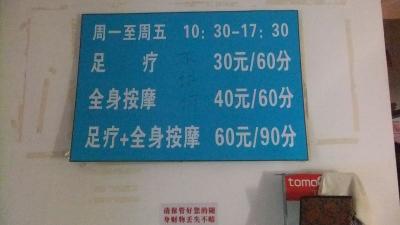 周一至周五 10:30-17:30
足 疗 30元/60分
全身按摩 40元/60分
足疗+全身按摩 60元/90分
toma
请保管好您的随
身财物丢失不赔